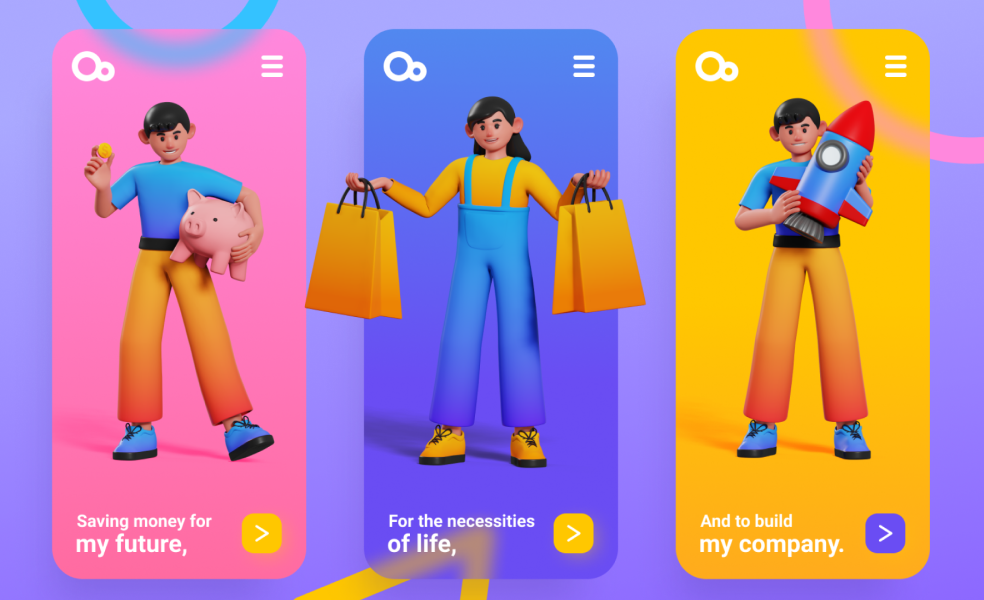 Saving money for
my future,
For the necessities
of life,
And to build
my company.